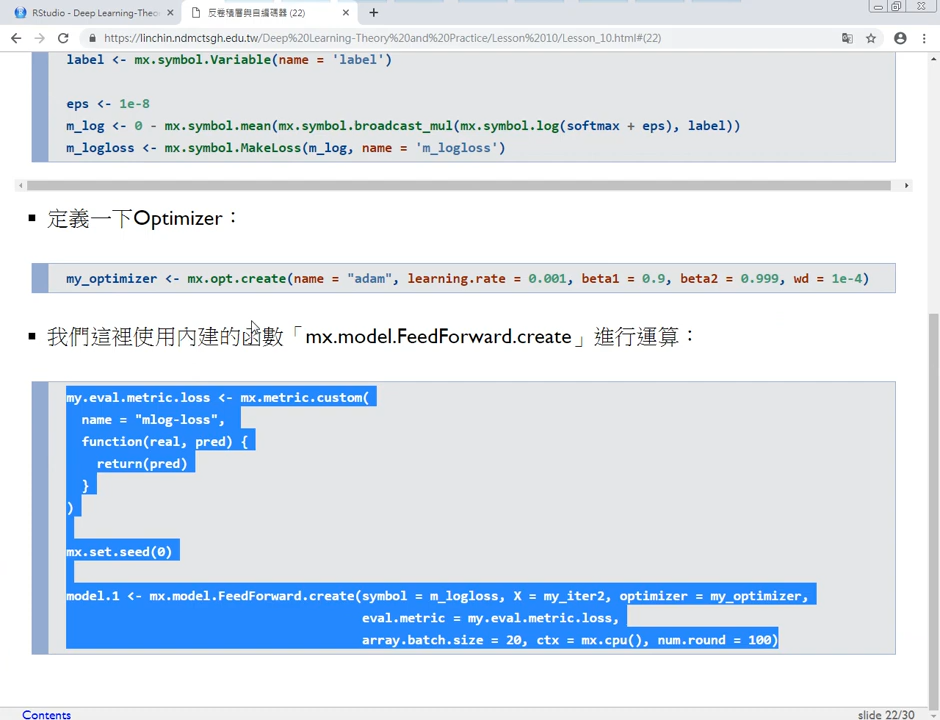 RStudio - Deep Learning-Theo
反卷積層與自編碼器 (22)
https://linchin.ndmctsgh.edu.tw/Deep%20Learning-Theory%20and%20Practice/Lesson%2010/Lesson_10.html#(22)
label <- mx.symbol.Variable(name = 'label')
eps <- 1e-8
m_log <- 0 - mx.symbol.mean(mx.symbol.broadcast_mul(mx.symbol.log(softmax + eps), label))
m_logloss <- mx.symbol.MakeLoss(m_log, name = 'm_logloss')
▪ 定義一下Optimizer：
my_optimizer <- mx.opt.create(name = "adam", learning.rate = 0.001, beta1 = 0.9, beta2 = 0.999, wd = 1e-4)
▪ 我們這裡使用內建的函數「mx.model.FeedForward.create」進行運算：
my.eval.metric.loss <- mx.metric.custom(
name = "mlog-loss",
function(real, pred) {
return(pred)
}
)
mx.set.seed(0)
model.1 <- mx.model.FeedForward.create(symbol = m_logloss, X = my_iter2, optimizer = my_optimizer,
eval.metric = my.eval.metric.loss,
array.batch.size = 20, ctx = mx.cpu(), num.round = 100)
Contents
slide 22/30